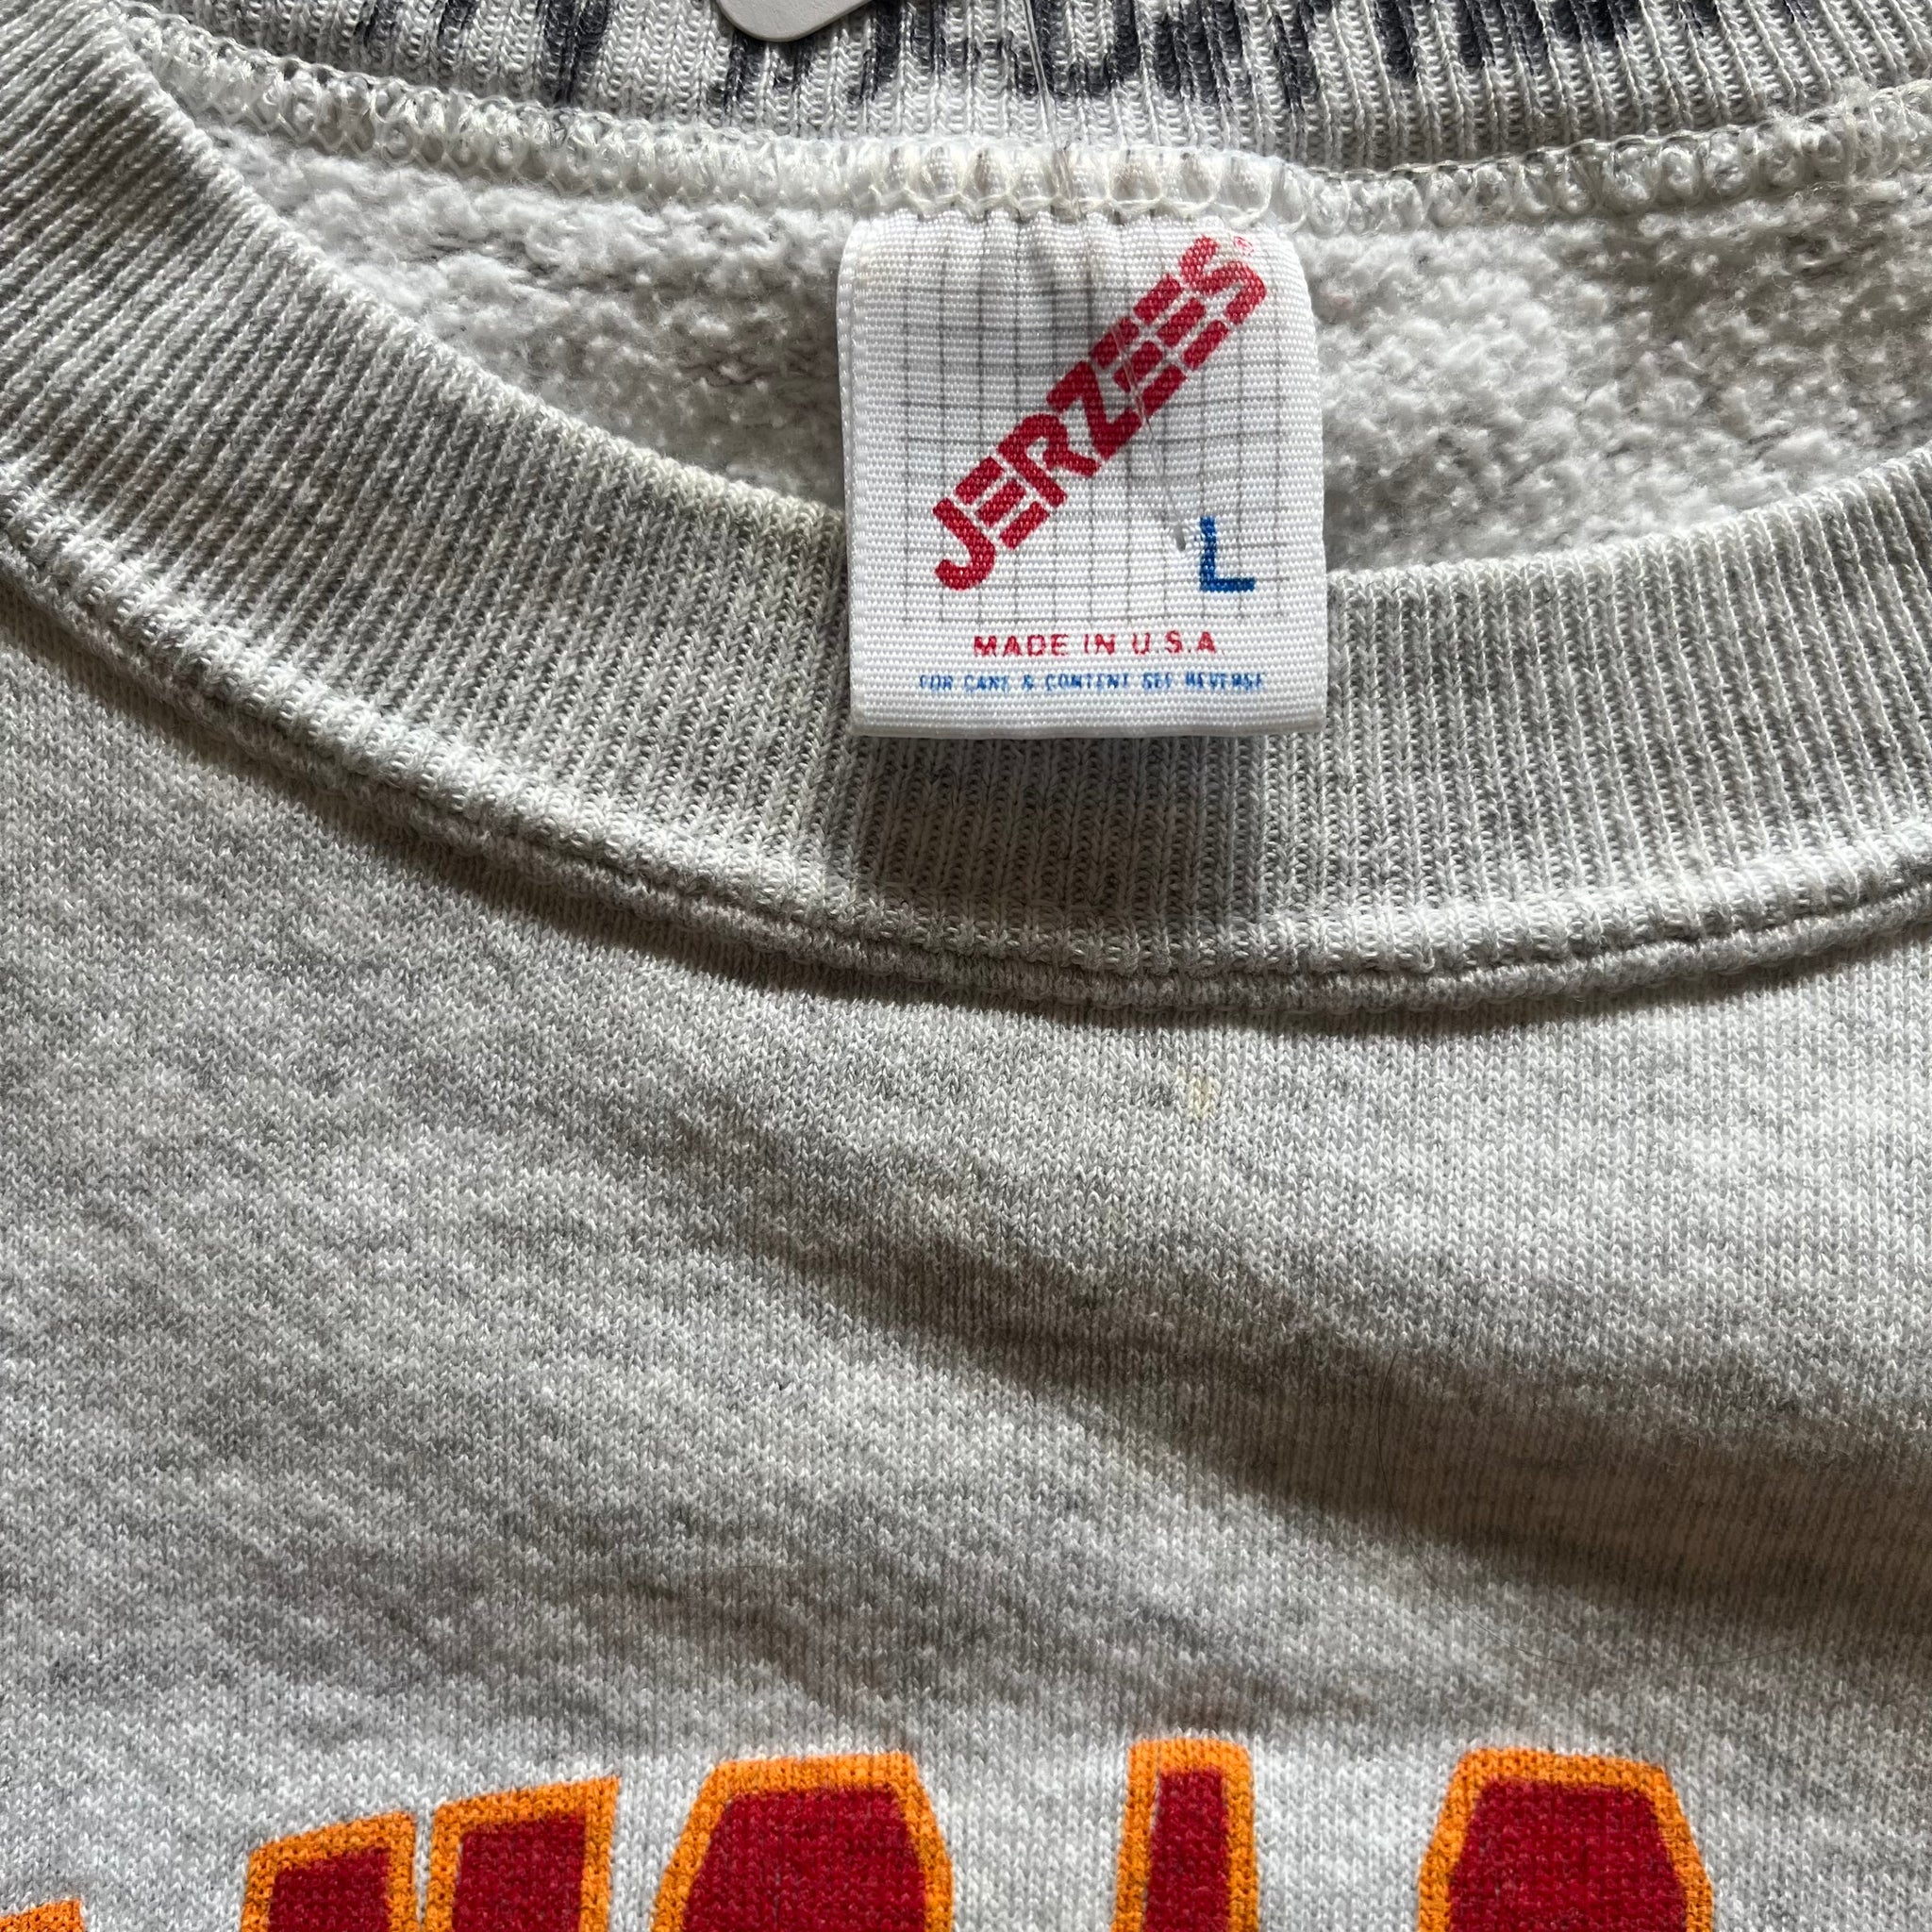 JERZEES®
L
MADE IN U.S.A
FOR CARE & CONTENT SEE REVERSE